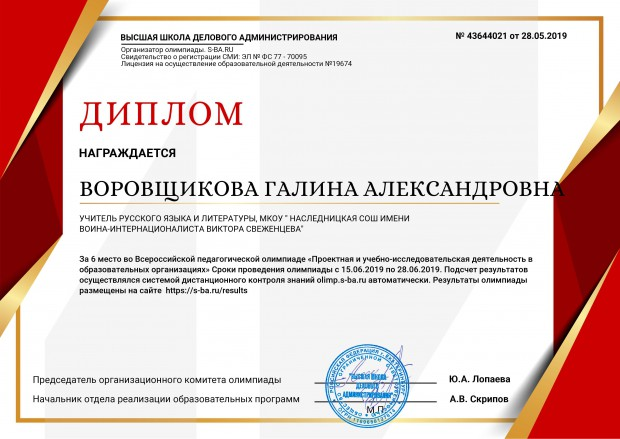 ВЫСШАЯ ШКОЛА ДЕЛОВОГО АДМИНИСТРИРОВАНИЯ
№ 43644021 от 28.05.2019
Организатор олимпиады. S-BA.RU
Свидетельство о регистрации СМИ: ЭЛ № ФС 77 - 70095
Лицензия на осуществление образовательной деятельности №19674
ДИПЛОМ
НАГРАЖДАЕТСЯ
ВОРОВЩИКОВА ГАЛИНА АЛЕКСАНДРОВНА
УЧИТЕЛЬ РУССКОГО ЯЗЫКА И ЛИТЕРАТУРЫ, МКОУ " НАСЛЕДНИЦКАЯ СОШ ИМЕНИ
ВОИНА-ИНТЕРНАЦИОНАЛИСТА ВИКТОРА СВЕЖЕНЦЕВА"
За 6 место во Всероссийской педагогической олимпиаде «Проектная и учебно-исследовательская деятельность в
образовательных организациях» Сроки проведения олимпиады с 15.06.2019 по 28.06.2019. Подсчет результатов
осуществлялся системой дистанционного контроля знаний olimp.s-ba.ru автоматически. Результаты олимпиады
размещены на сайте https://s-ba.ru/results
Председатель организационного комитета олимпиады
Ю.А. Лопаева
Начальник отдела реализации образовательных программ
А.В. Скрипов
"ВЫСШАЯ ШКОЛА
ДЕЛОВОГО
АДМИНИСТРИРОВАНИЯ"
М.П.